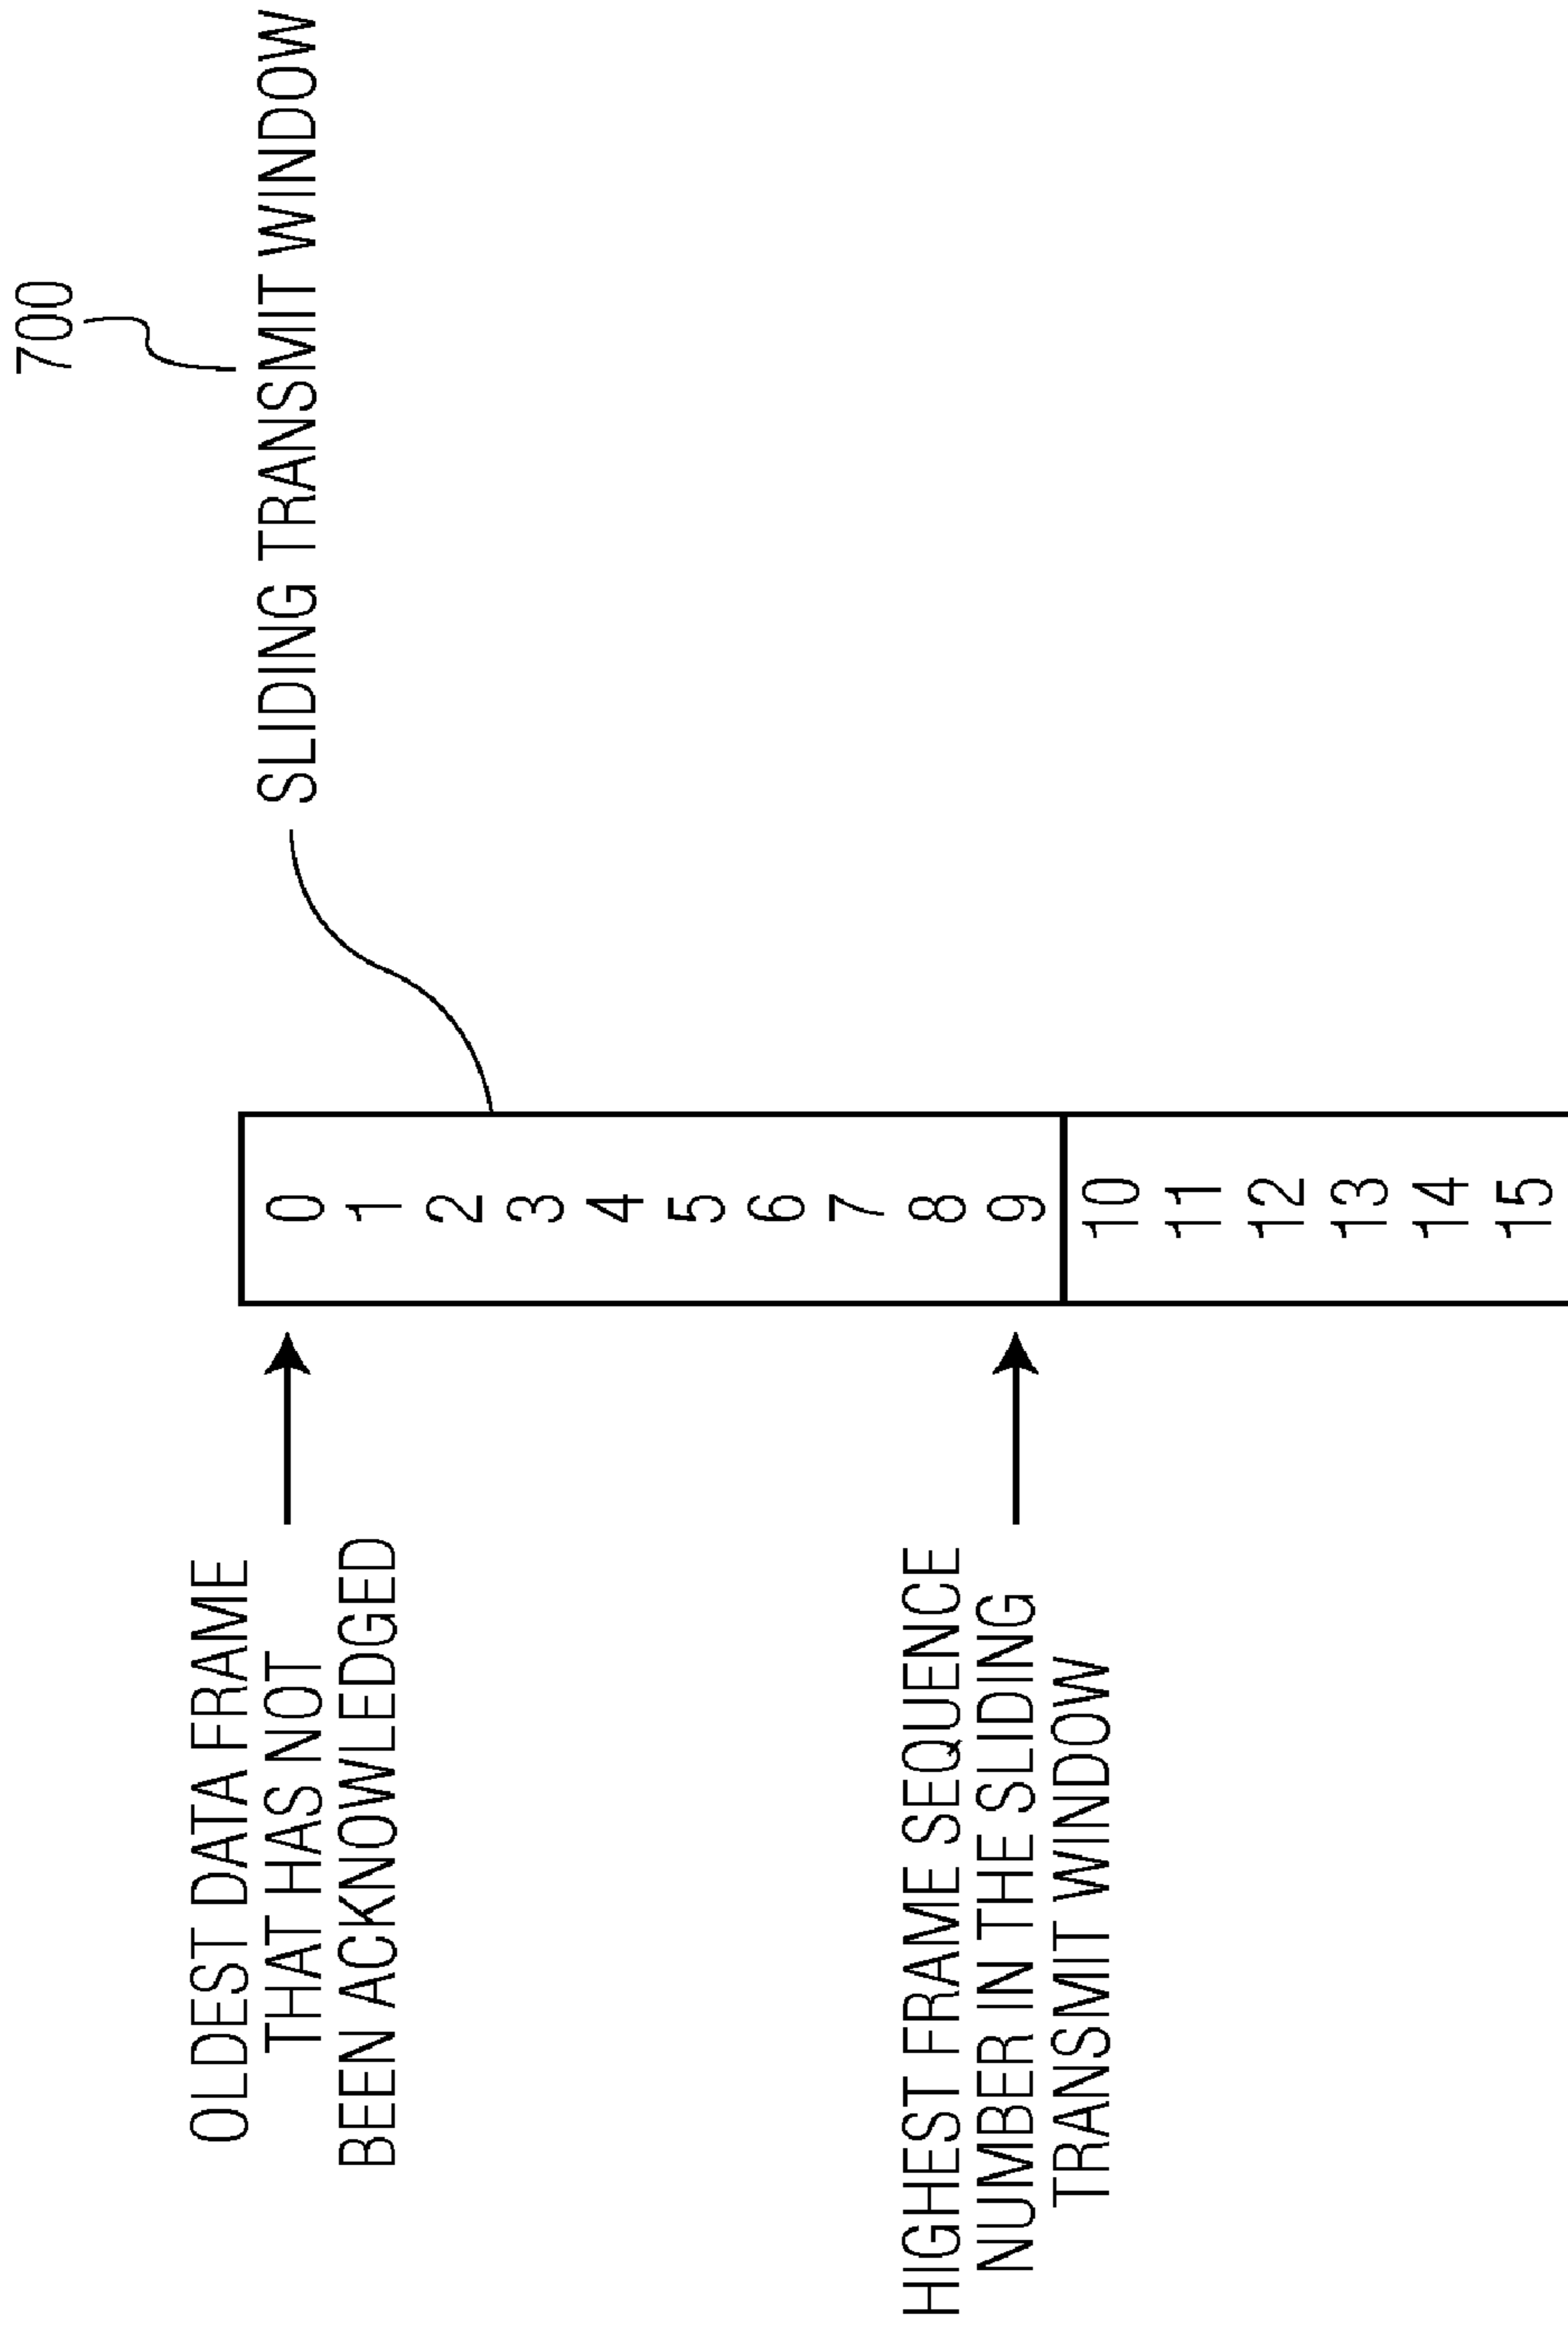 700
SLIDING TRANSMIT WINDOW
OLDEST DATA FRAME
THAT HAS NOT
BEEN ACKNOWLEDGED
0
1
2
3
4
5
6
7
8
9
HIGHEST FRAME SEQUENCE
NUMBER IN THE SLIDING
TRANSMIT WINDOW
10
11
12
13
14
15